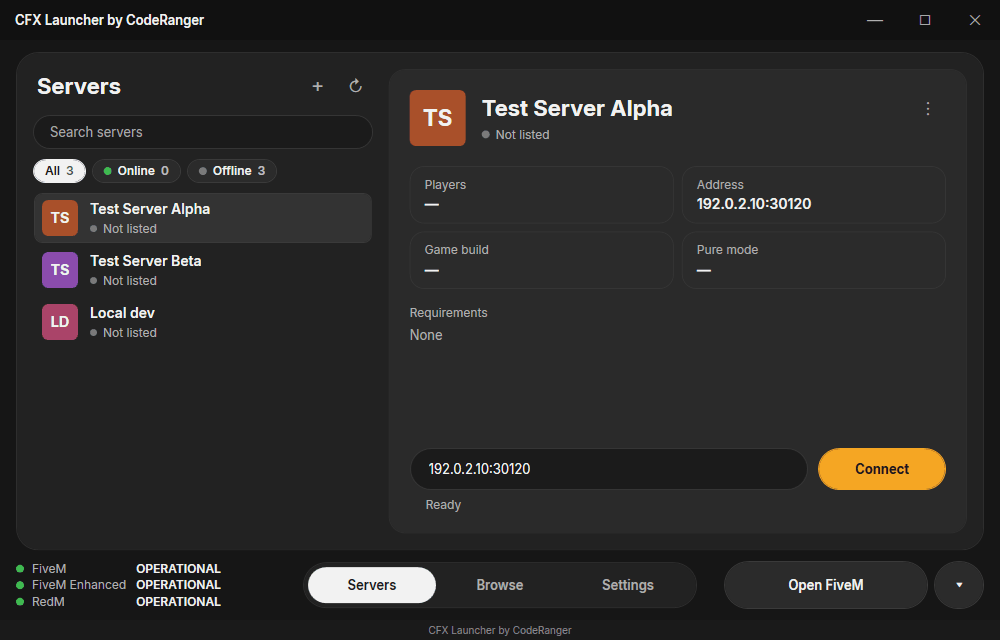 CFX Launcher by CodeRanger
Servers
Search servers
All 3 Online 0 Offline 3
TS Test Server Alpha
Not listed
TS Test Server Beta
Not listed
LD Local dev
Not listed
TS Test Server Alpha
Not listed
Players
—
Address
192.0.2.10:30120
Game build
—
Pure mode
—
Requirements
None
192.0.2.10:30120
Connect
Ready
FiveM OPERATIONAL
FiveM Enhanced OPERATIONAL
RedM OPERATIONAL
Servers Browse Settings
Open FiveM
CFX Launcher by CodeRanger